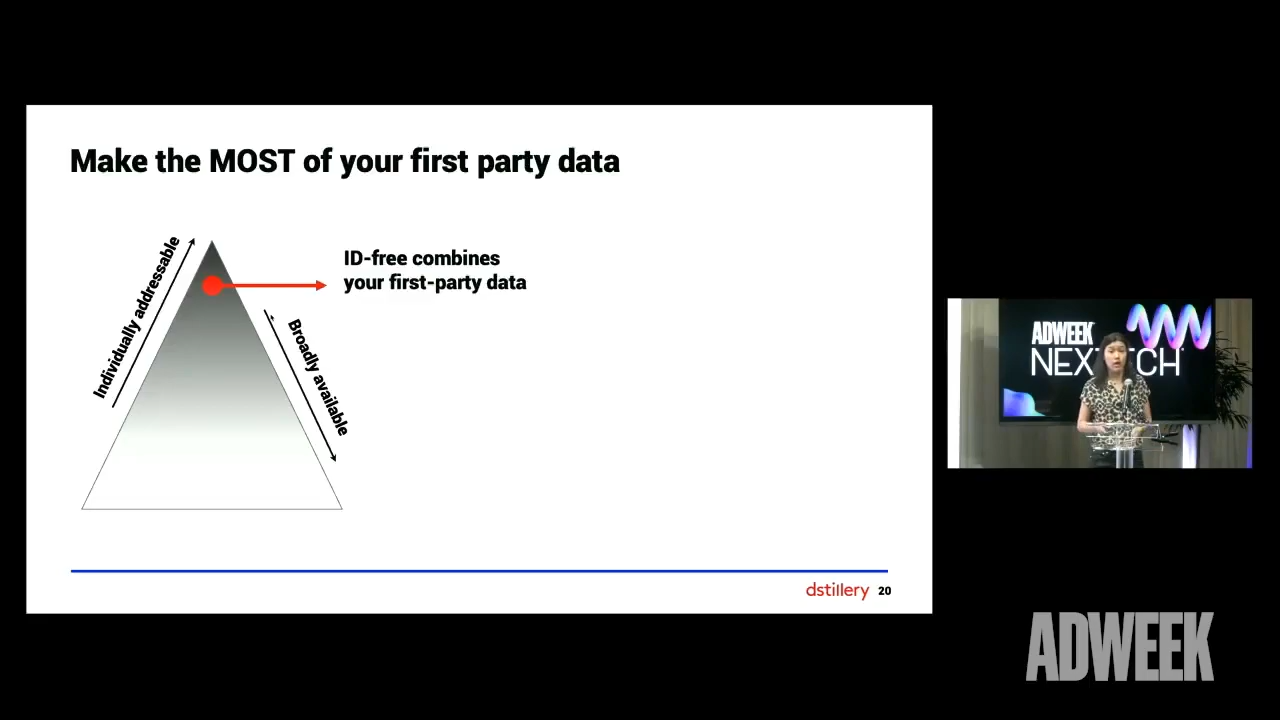 Make the MOST of your first party data
Individually addressable
ID-free combines
your first-party data
Broadly available
dstillery 20
ADWEEK
NEXTECH
ADWEEK